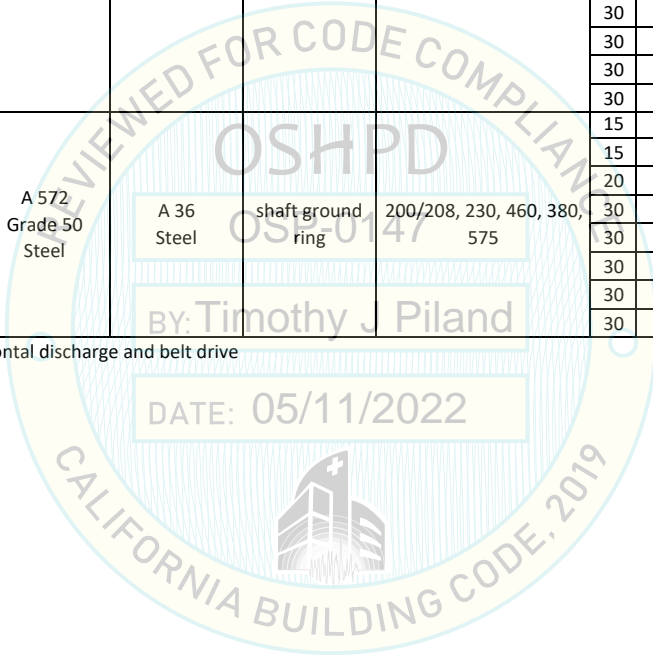 30
30
30
30
15
15
20
30
30
30
30
30
A 572
Grade 50
Steel
A 36
Steel
shaft ground
ring
200/208, 230, 460, 380,
575
ontal discharge and belt drive
REVIEWED FOR CODE COMPLIANCE
OSHPD
OSP-0147
BY: Timothy J Piland
DATE: 05/11/2022
CALIFORNIA BUILDING CODE, 2019